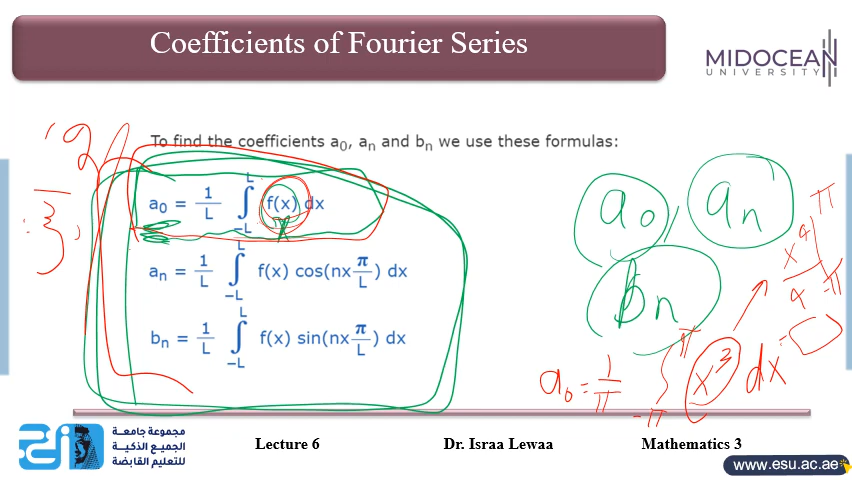 Coefficients of Fourier Series
MIDOCEAN
UNIVERSITY
To find the coefficients a₀, aₙ and bₙ we use these formulas:
a₀ = 1/L ∫_{-L}^{L} f(x) dx
aₙ = 1/L ∫_{-L}^{L} f(x) cos(nx π/L) dx
bₙ = 1/L ∫_{-L}^{L} f(x) sin(nx π/L) dx
a₀, aₙ
bₙ
x⁴/4 |_{-π}^{π}
a₀ = 1/π ∫_{-π}^{π} x³ dx =
مجموعة جامعة
الجميع الذكية
للتعليم القابضة
Lecture 6
Dr. Israa Lewaa
Mathematics 3
www.esu.ac.ae